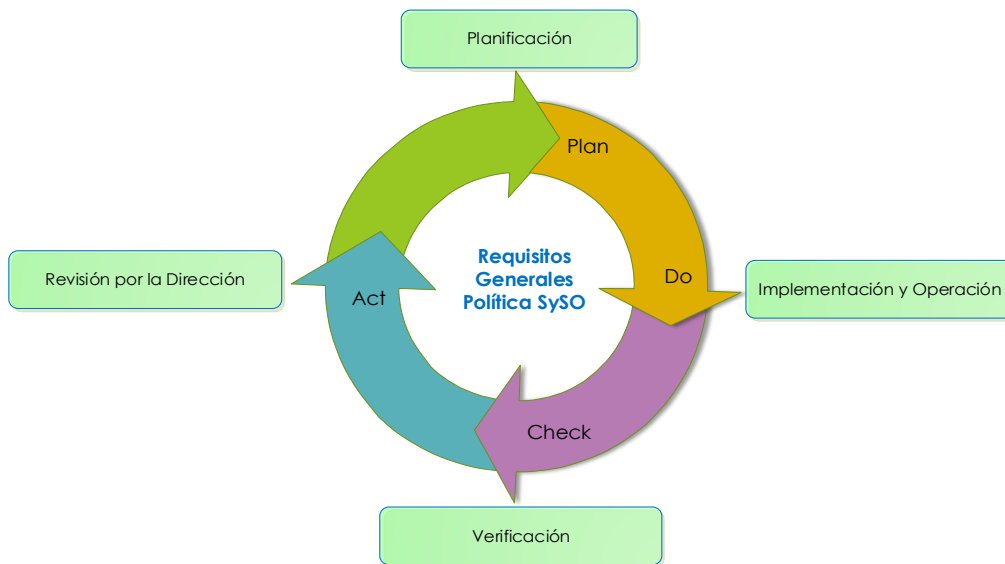 Planificación
Plan
Requisitos
Generales
Política SySO
Revisión por la Dirección
Act
Do
Implementación y Operación
Check
Verificación